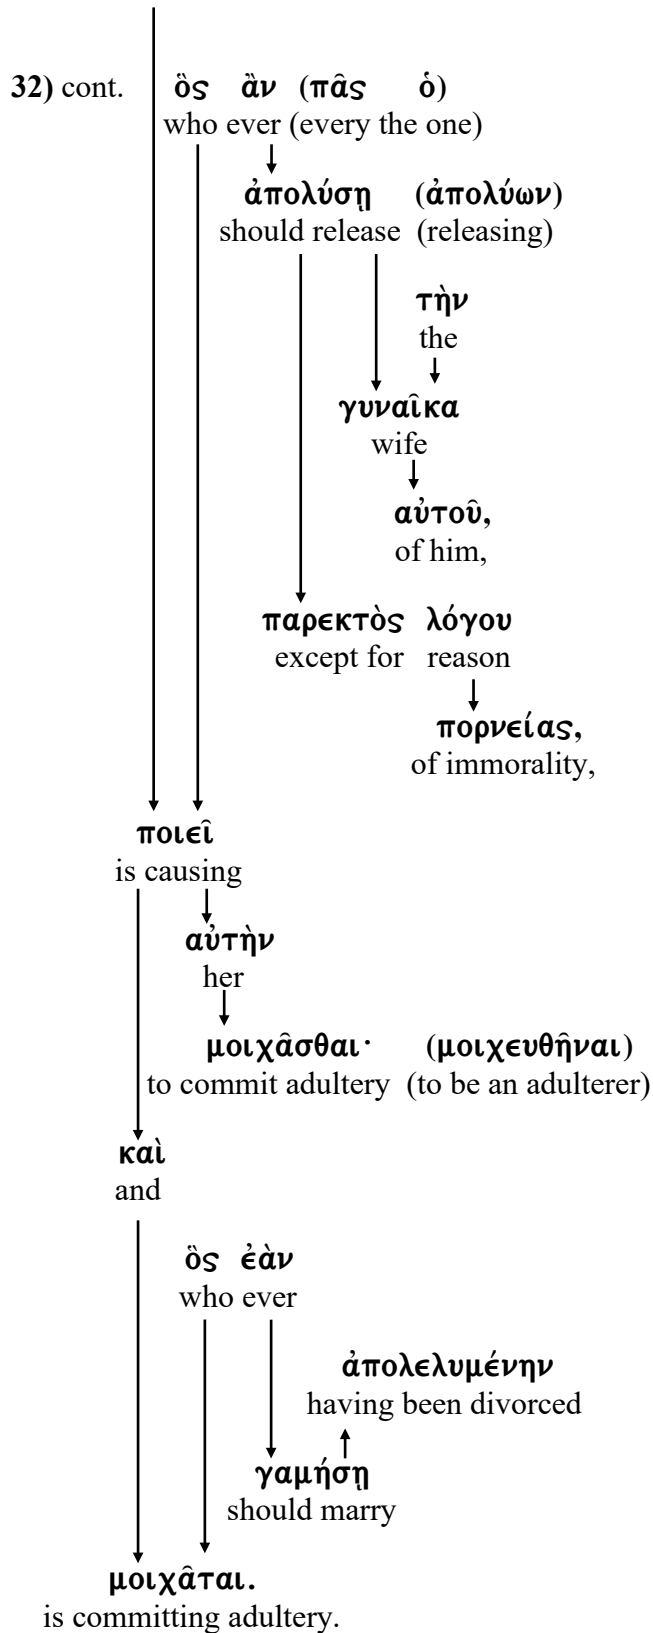 32) cont. ὃς ἂν (πᾶς ὁ)
who ever (every the one)
ἀπολύσῃ (ἀπολύων)
should release (releasing)
τὴν
the
γυναῖκα
wife
αὐτοῦ,
of him,
παρεκτὸς λόγου
except for reason
πορνείας,
of immorality,
ποιεῖ
is causing
αὐτὴν
her
μοιχᾶσθαι· (μοιχευθῆναι)
to commit adultery (to be an adulterer)
καὶ
and
ὃς ἐὰν
who ever
ἀπολελυμένην
having been divorced
γαμήσῃ
should marry
μοιχᾶται.
is committing adultery.